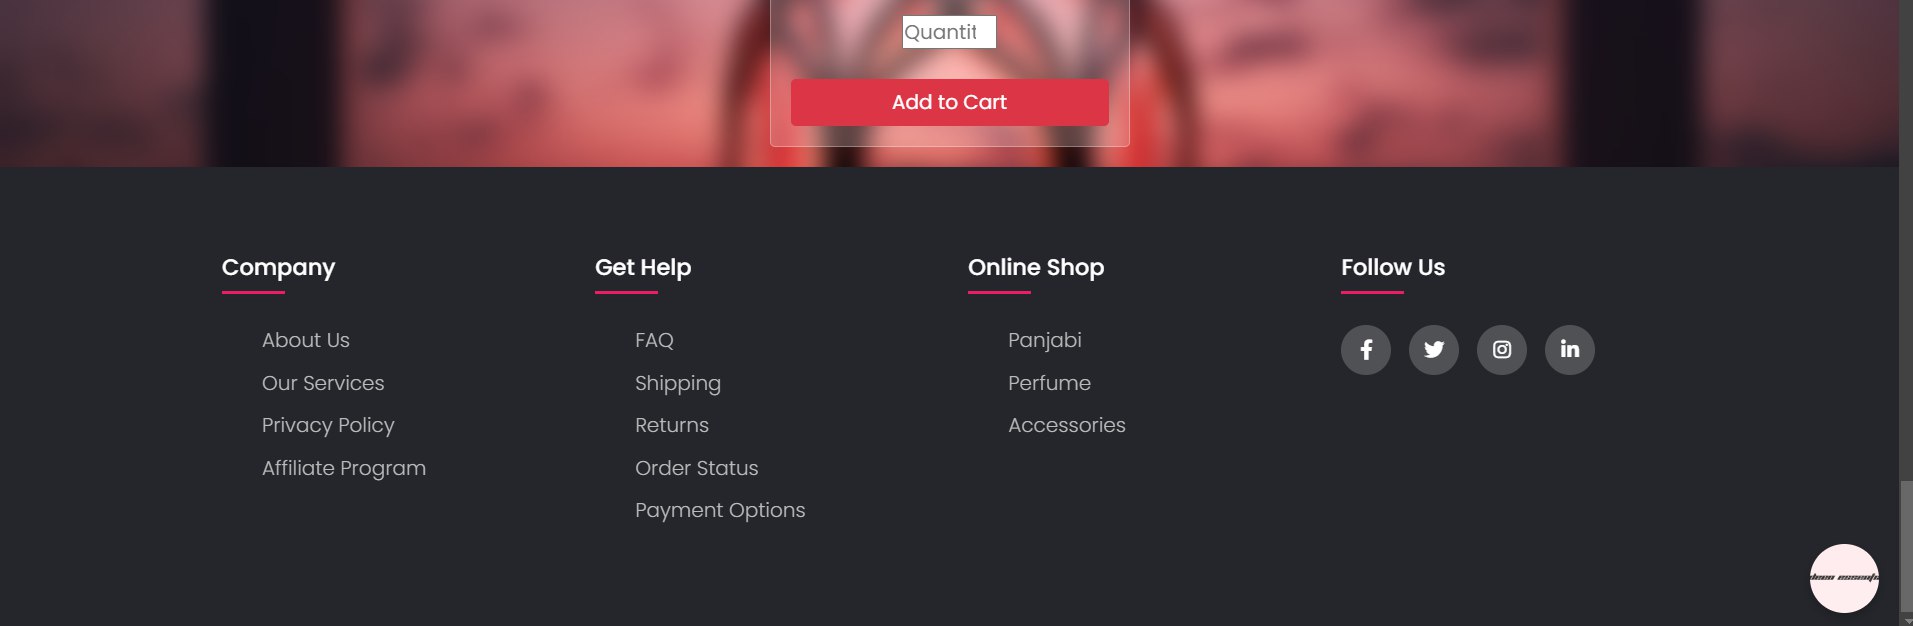 Quantit
Add to Cart
Company
About Us
Our Services
Privacy Policy
Affiliate Program
Get Help
FAQ
Shipping
Returns
Order Status
Payment Options
Online Shop
Panjabi
Perfume
Accessories
Follow Us